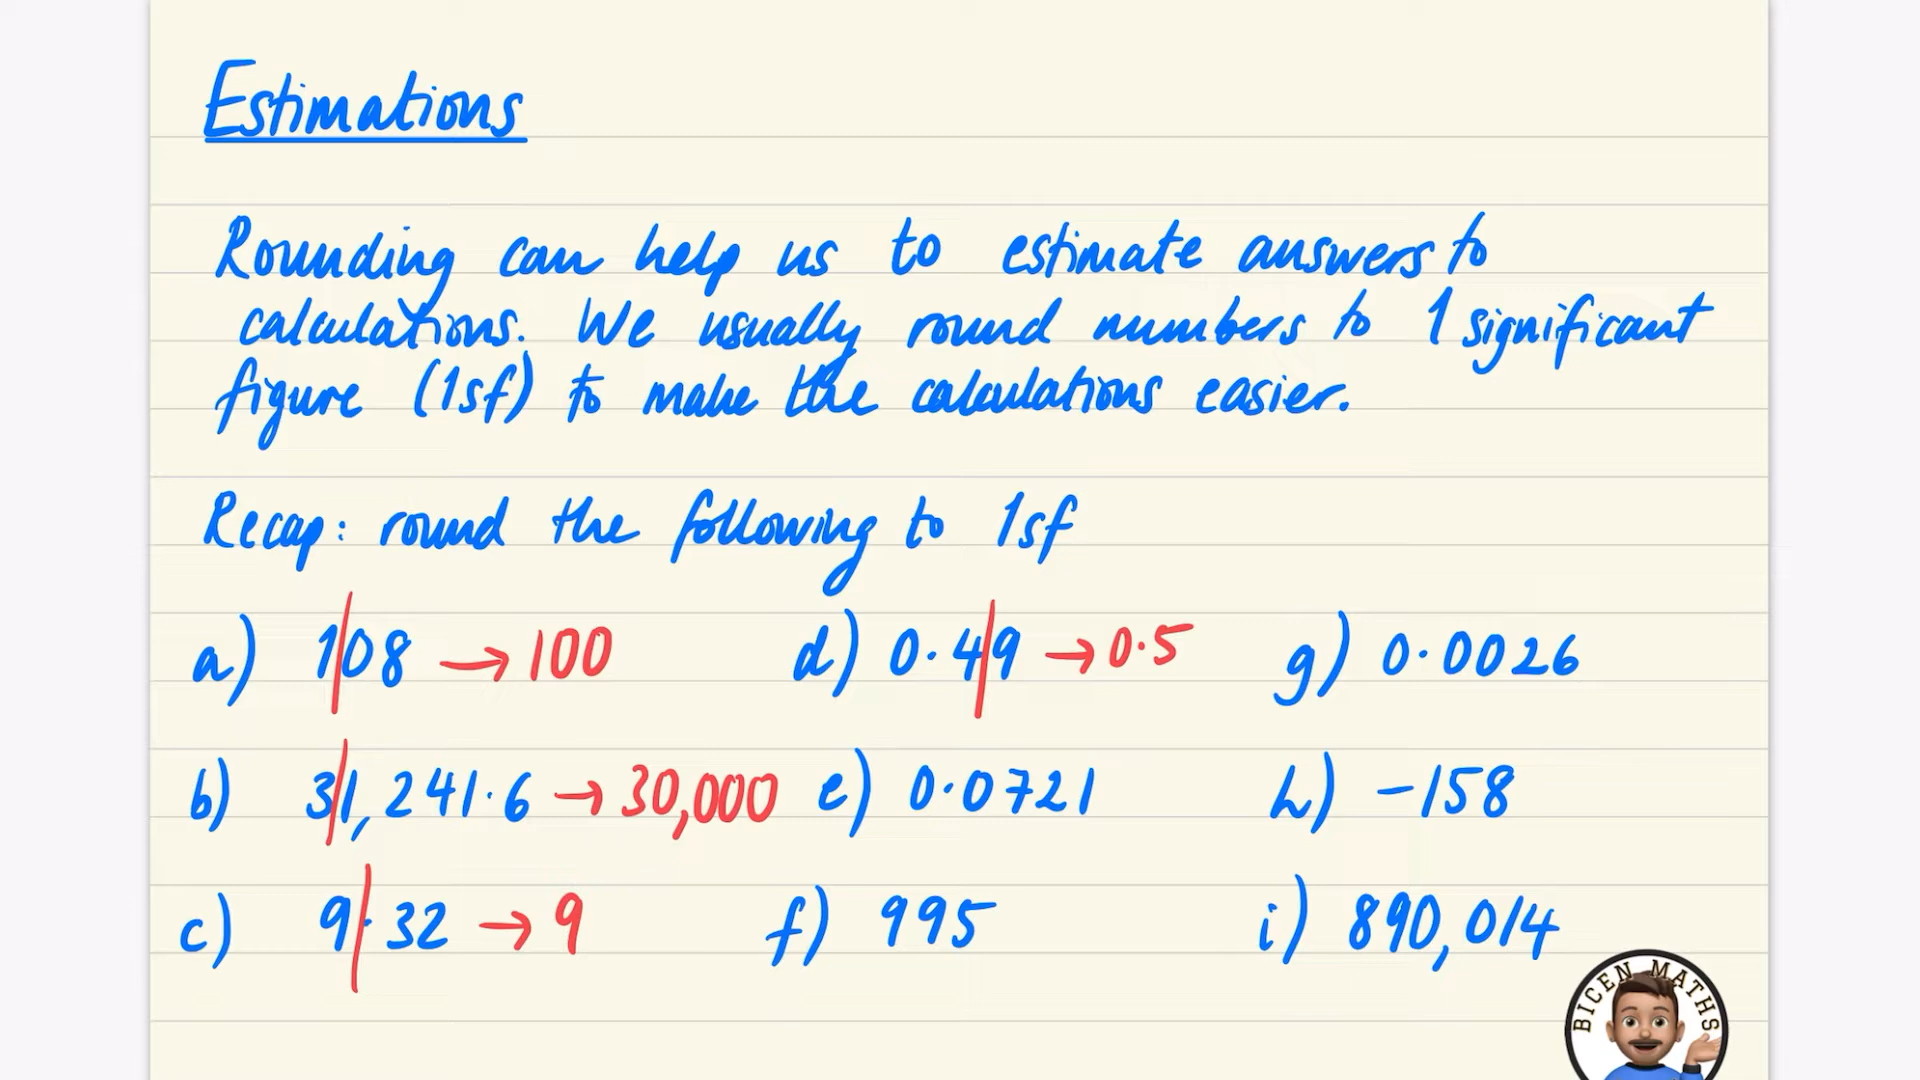 Estimations
Rounding can help us to estimate answers to
calculations. We usually round numbers to 1 significant
figure (1sf) to make the calculations easier.
Recap: round the following to 1sf
a) 108 → 100 d) 0.49 → 0.5 g) 0.0026
b) 31,241.6 → 30,000 e) 0.0721 h) -158
c) 9.32 → 9 f) 995 i) 890,014
BICEN MATHS